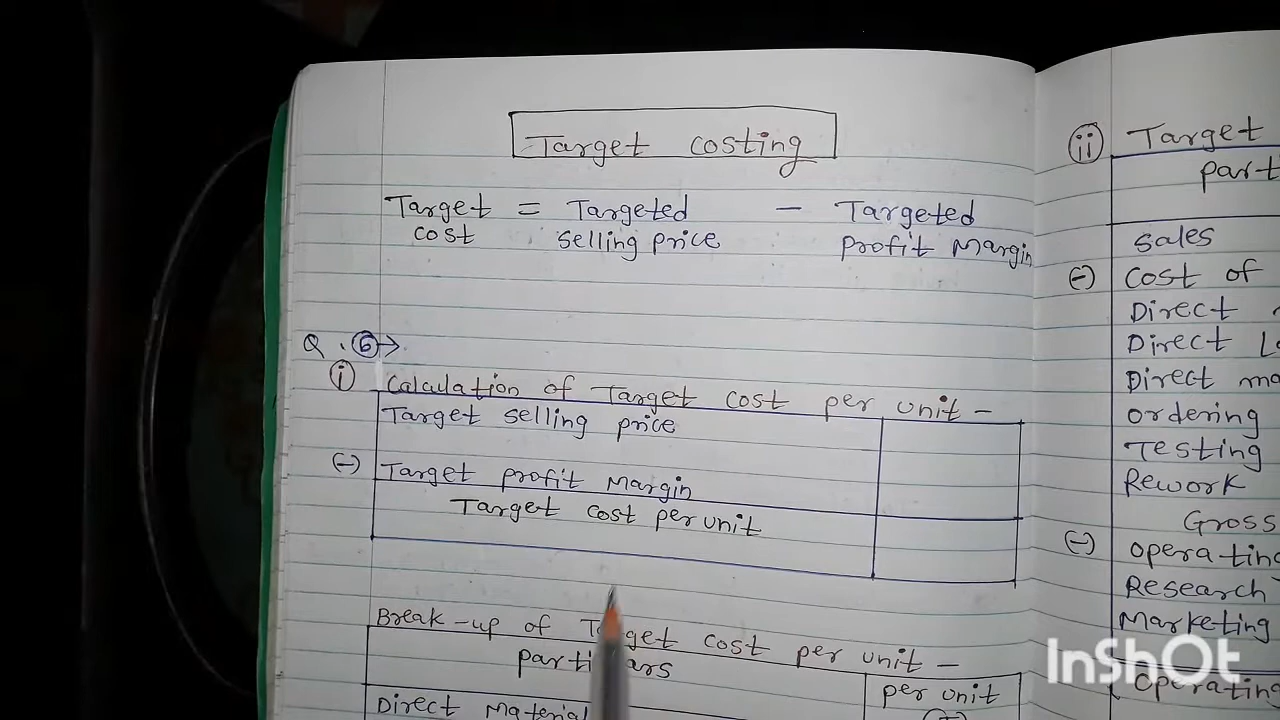 Target costing
Target = Targeted - Targeted
cost selling price profit Margin
Q. 6→
i Calculation of Target cost per unit -
Target selling price
(-) Target profit Margin
Target cost per unit
Break-up of Target cost per unit -
per unit
Direct Material
ii Target
Sales
(-) cost of
Direct
Direct
Direct
ordering
Testing
Rework
Gross
(-) operating
Research
Marketing
Operating
InShOt